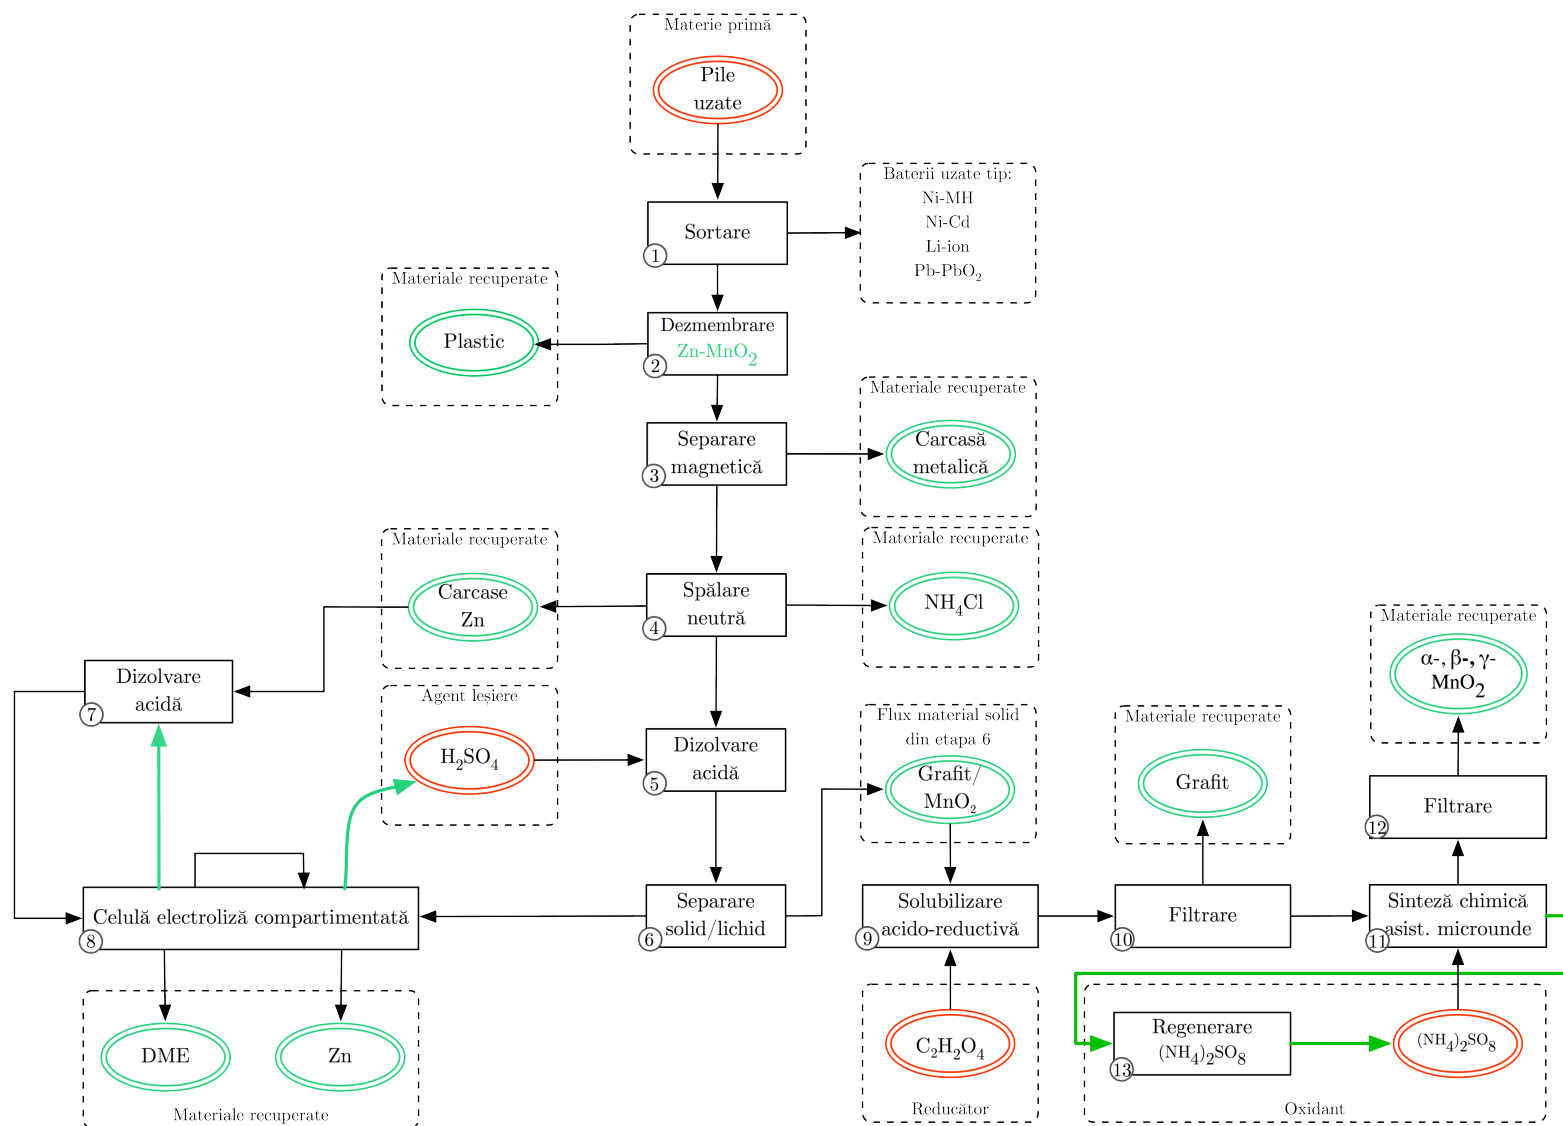 Materie primă
Pile
uzate
Baterii uzate tip:
Ni-MH
Ni-Cd
Li-ion
Pb-PbO₂
Sortare
1
Materiale recuperate
Plastic
Dezmembrare
Zn-MnO₂
2
Materiale recuperate
Carcasă
metalică
Separare
magnetică
3
Materiale recuperate
Carcase
Zn
Spălare
neutră
4
Materiale recuperate
NH₄Cl
Materiale recuperate
α-, β-, γ-
MnO₂
Dizolvare
acidă
7
Agent leșiere
H₂SO₄
Dizolvare
acidă
5
Flux material solid
din etapa 6
Grafit/
MnO₂
Materiale recuperate
Grafit
Filtrare
12
Celulă electroliză compartimentată
8
Separare
solid/lichid
6
Solubilizare
acido-reductivă
9
Filtrare
10
Sinteză chimică
asist. microunde
11
DME
Zn
Materiale recuperate
C₂H₂O₄
Reducător
Regenerare
(NH₄)₂SO₈
13
(NH₄)₂SO₈
Oxidant